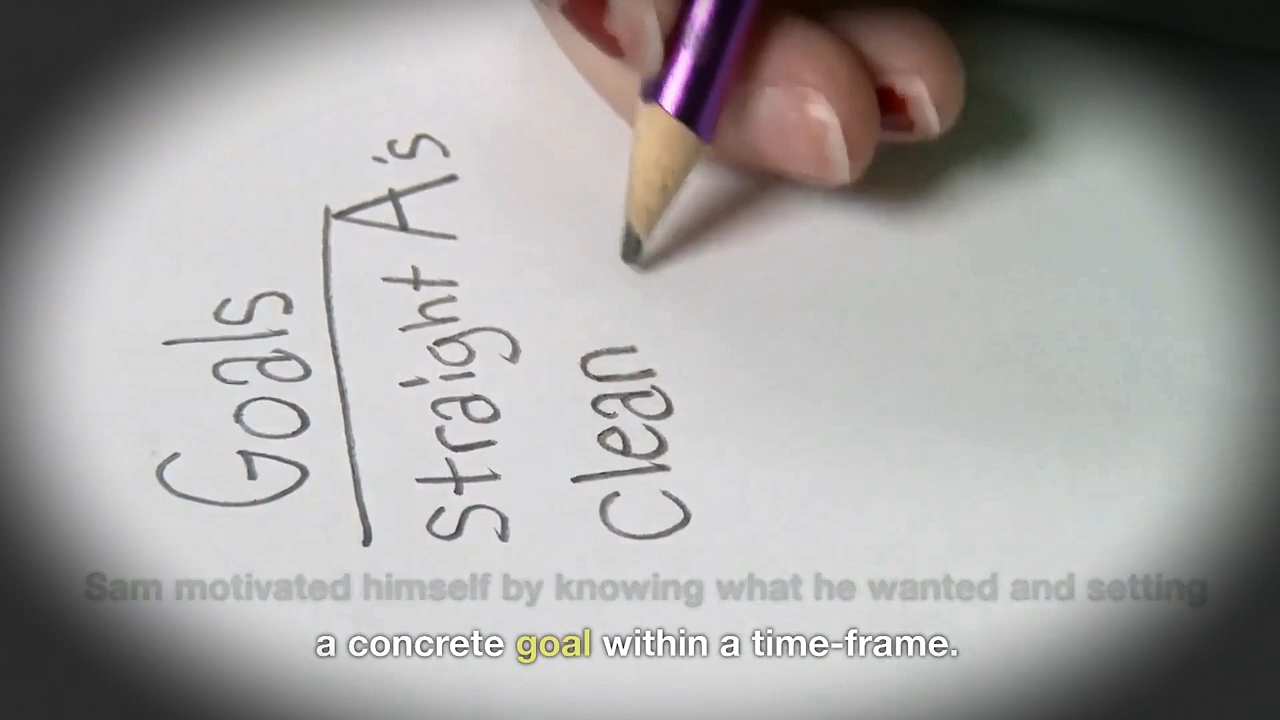 Goals
Straight A's
Clean
Sam motivated himself by knowing what he wanted and setting
a concrete goal within a time-frame.